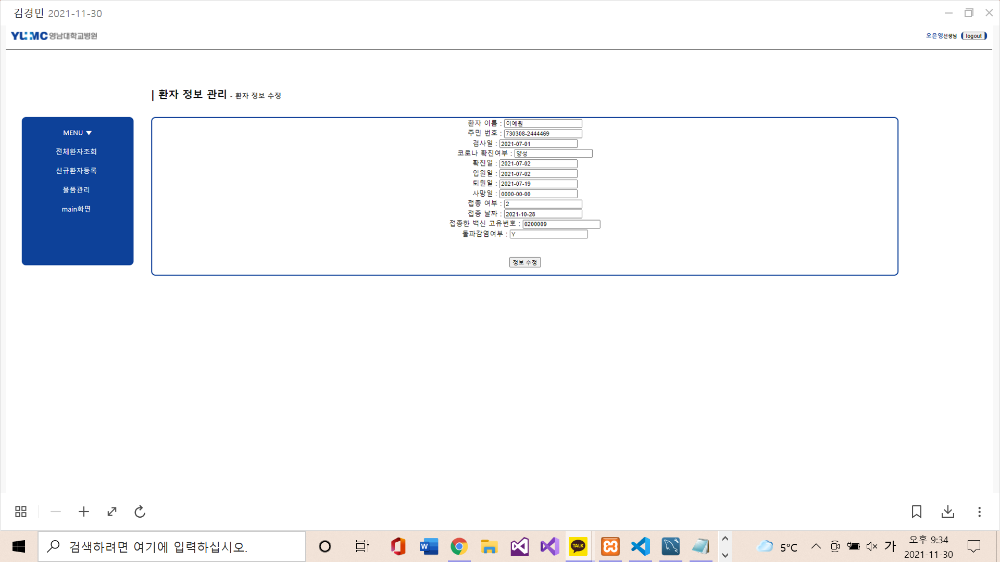 김경민 2021-11-30
YUMC 영남대학교병원
오은영선생님 logout
| 환자 정보 관리 - 환자 정보 수정
MENU ▼
전체환자조회
신규환자등록
물품관리
main화면
환자 이름 : 이예원
주민 번호 : 730308-2444469
검사일 : 2021-07-01
코로나 확진여부 : 양성
확진일 : 2021-07-02
입원일 : 2021-07-02
퇴원일 : 2021-07-19
사망일 : 0000-00-00
접종 여부 : 2
접종 날짜 : 2021-10-28
접종한 백신 고유번호 : 0200009
돌파감염여부 : Y
정보 수정
검색하려면 여기에 입력하십시오.
W
TALK
5°C
가
오후 9:34
2021-11-30